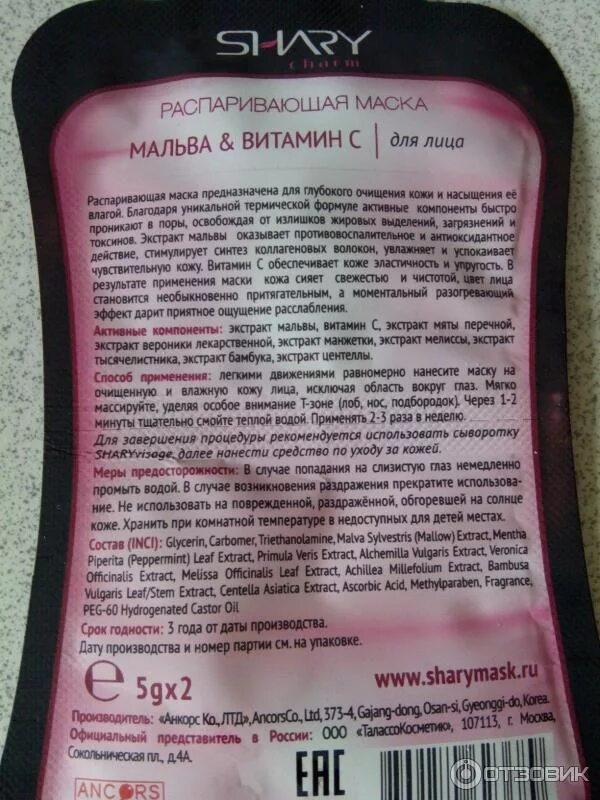 SHARY
charm
РАСПАРИВАЮЩАЯ МАСКА
МАЛЬВА & ВИТАМИН С | для лица
Распаривающая маска предназначена для глубокого очищения кожи и насыщения её
влагой. Благодаря уникальной термической формуле активные компоненты быстро
проникают в поры, освобождая от излишков жировых выделений, загрязнений и
токсинов. Экстракт мальвы оказывает противовоспалительное и антиоксидантное
действие, стимулирует синтез коллагеновых волокон, увлажняет и успокаивает
чувствительную кожу. Витамин С обеспечивает коже эластичность и упругость. В
результате применения маски кожа сияет свежестью и чистотой, цвет лица
становится необыкновенно притягательным, а моментальный разогревающий
эффект дарит приятное ощущение расслабления.
Активные компоненты: экстракт мальвы, витамин С, экстракт мяты перечной,
экстракт вероники лекарственной, экстракт манжетки, экстракт мелиссы, экстракт
тысячелистника, экстракт бамбука, экстракт центеллы.
Способ применения: легкими движениями равномерно нанесите маску на
очищенную и влажную кожу лица, исключая область вокруг глаз. Мягко
массируйте, уделяя особое внимание Т-зоне (лоб, нос, подбородок). Через 1-2
минуты тщательно смойте теплой водой. Применять 2-3 раза в неделю.
Для завершения процедуры рекомендуется использовать сыворотку
SHARYvisage, далее нанести средство по уходу за кожей.
Меры предосторожности: В случае попадания на слизистую глаз немедленно
промыть водой. В случае возникновения раздражения прекратите использова-
ние. Не использовать на поврежденной, раздражённой, обгоревшей на солнце
коже. Хранить при комнатной температуре в недоступных для детей местах.
Состав (INCI): Glycerin, Carbomer, Triethanolamine, Malva Sylvestris (Mallow) Extract, Mentha
Piperita (Peppermint) Leaf Extract, Primula Veris Extract, Alchemilla Vulgaris Extract, Veronica
Officinalis Extract, Melissa Officinalis Leaf Extract, Achillea Millefolium Extract, Bambusa
Vulgaris Leaf/Stem Extract, Centella Asiatica Extract, Ascorbic Acid, Methylparaben, Fragrance,
PEG-60 Hydrogenated Castor Oil
Срок годности: 3 года от даты производства.
Дату производства и номер партии см. на упаковке.
℮ 5gx2 www.sharymask.ru
Производитель: «Анкорс Ко., ЛТД», AncorsCo., Ltd, 373-4, Gajang-dong, Osan-si, Gyeonggi-do, Korea.
Официальный представитель в России: ООО «ТалассоКосметик», 107113, г. Москва,
Сокольническая пл., д.4А.
ANCORS EAC
ОТЗОВИК